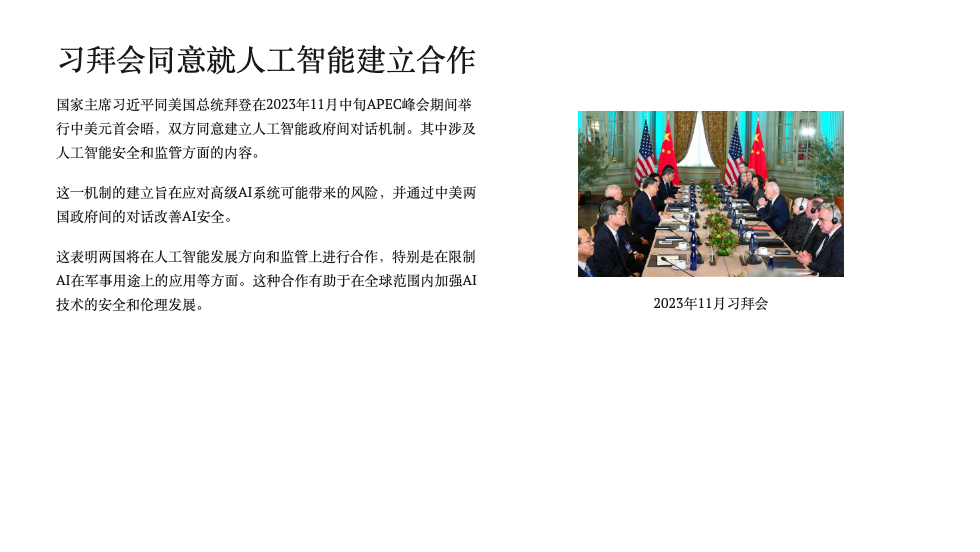 习拜会同意就人工智能建立合作
国家主席习近平同美国总统拜登在2023年11月中旬APEC峰会期间举
行中美元首会晤，双方同意建立人工智能政府间对话机制。其中涉及
人工智能安全和监管方面的内容。
这一机制的建立旨在应对高级AI系统可能带来的风险，并通过中美两
国政府间的对话改善AI安全。
这表明两国将在人工智能发展方向和监管上进行合作，特别是在限制
AI在军事用途上的应用等方面。这种合作有助于在全球范围内加强AI
技术的安全和伦理发展。
2023年11月习拜会